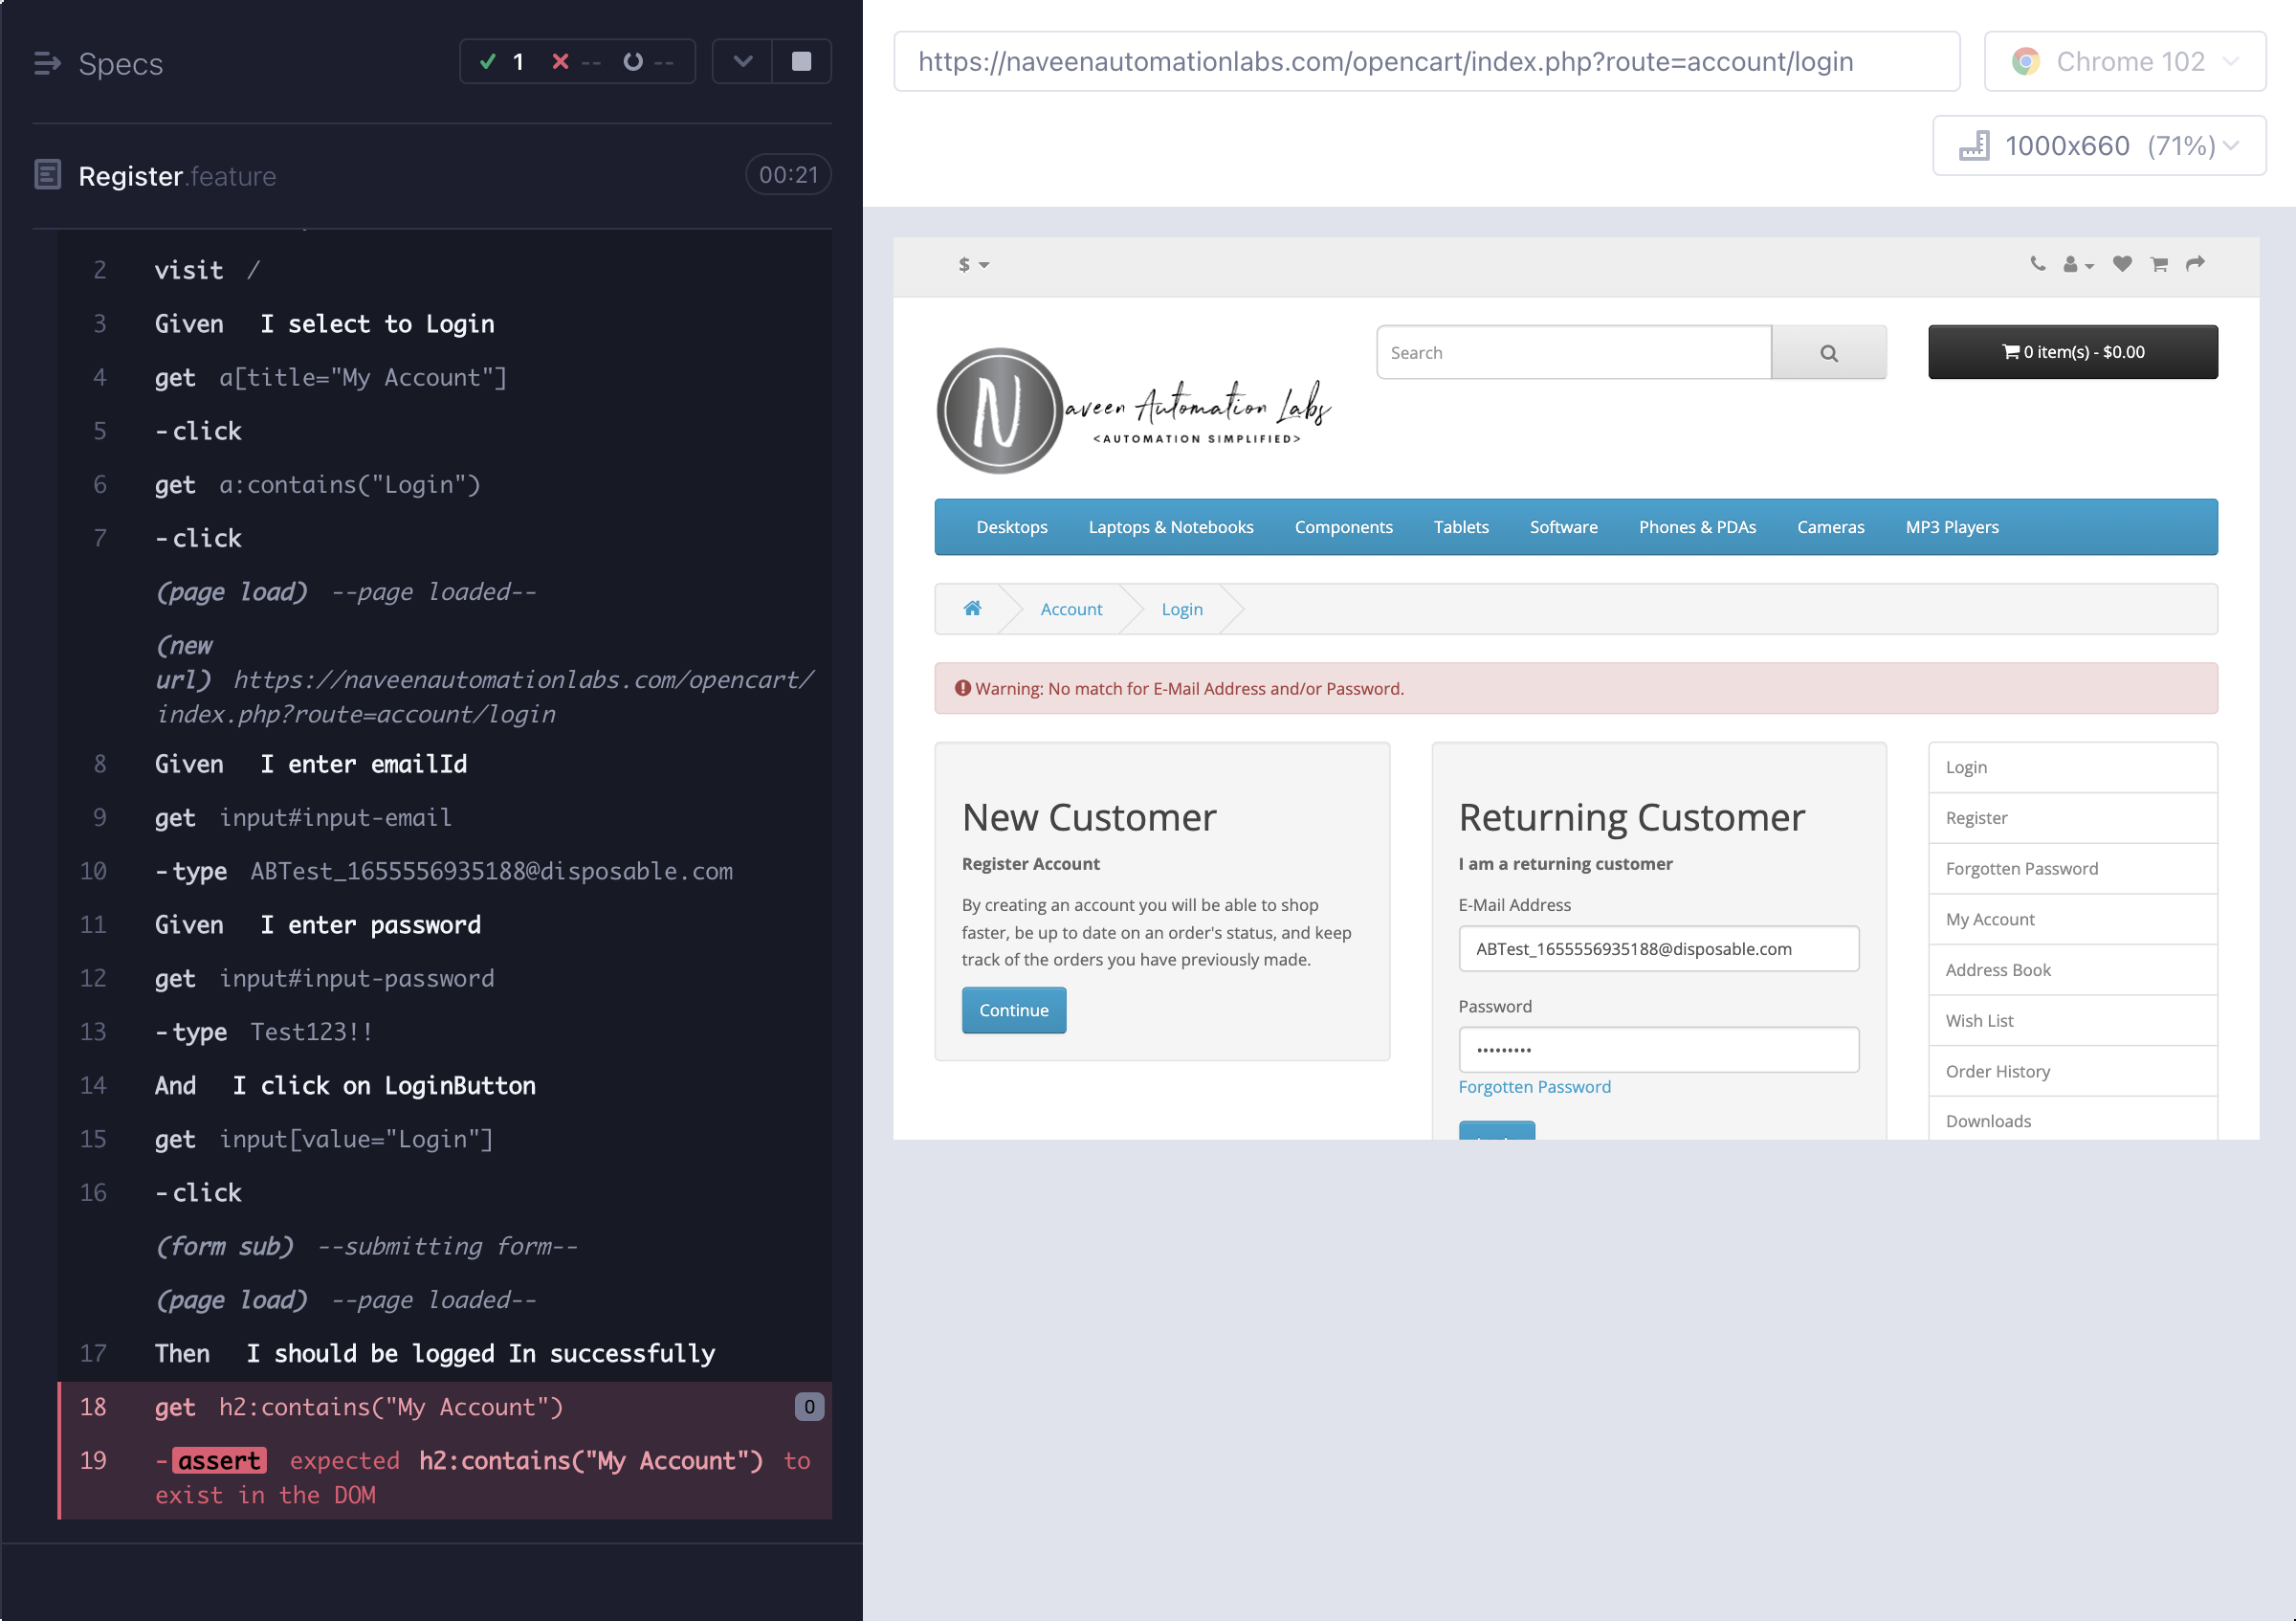 Specs
1 -- --
Register.feature 00:21
2 visit /
3 Given I select to Login
4 get a[title="My Account"]
5 -click
6 get a:contains("Login")
7 -click
(page load) --page loaded--
(new
url) https://naveenautomationlabs.com/opencart/
index.php?route=account/login
8 Given I enter emailId
9 get input#input-email
10 -type ABTest_1655556935188@disposable.com
11 Given I enter password
12 get input#input-password
13 -type Test123!!
14 And I click on LoginButton
15 get input[value="Login"]
16 -click
(form sub) --submitting form--
(page load) --page loaded--
17 Then I should be logged In successfully
18 get h2:contains("My Account") 0
19 -assert expected h2:contains("My Account") to
exist in the DOM
https://naveenautomationlabs.com/opencart/index.php?route=account/login
Chrome 102
1000x660 (71%)
$
N
aveen Automation Labs
<AUTOMATION SIMPLIFIED>
Search
0 item(s) - $0.00
Desktops Laptops & Notebooks Components Tablets Software Phones & PDAs Cameras MP3 Players
Account Login
Warning: No match for E-Mail Address and/or Password.
New Customer
Register Account
By creating an account you will be able to shop
faster, be up to date on an order's status, and keep
track of the orders you have previously made.
Continue
Returning Customer
I am a returning customer
E-Mail Address
ABTest_1655556935188@disposable.com
Password
•••••••••
Forgotten Password
Login
Register
Forgotten Password
My Account
Address Book
Wish List
Order History
Downloads